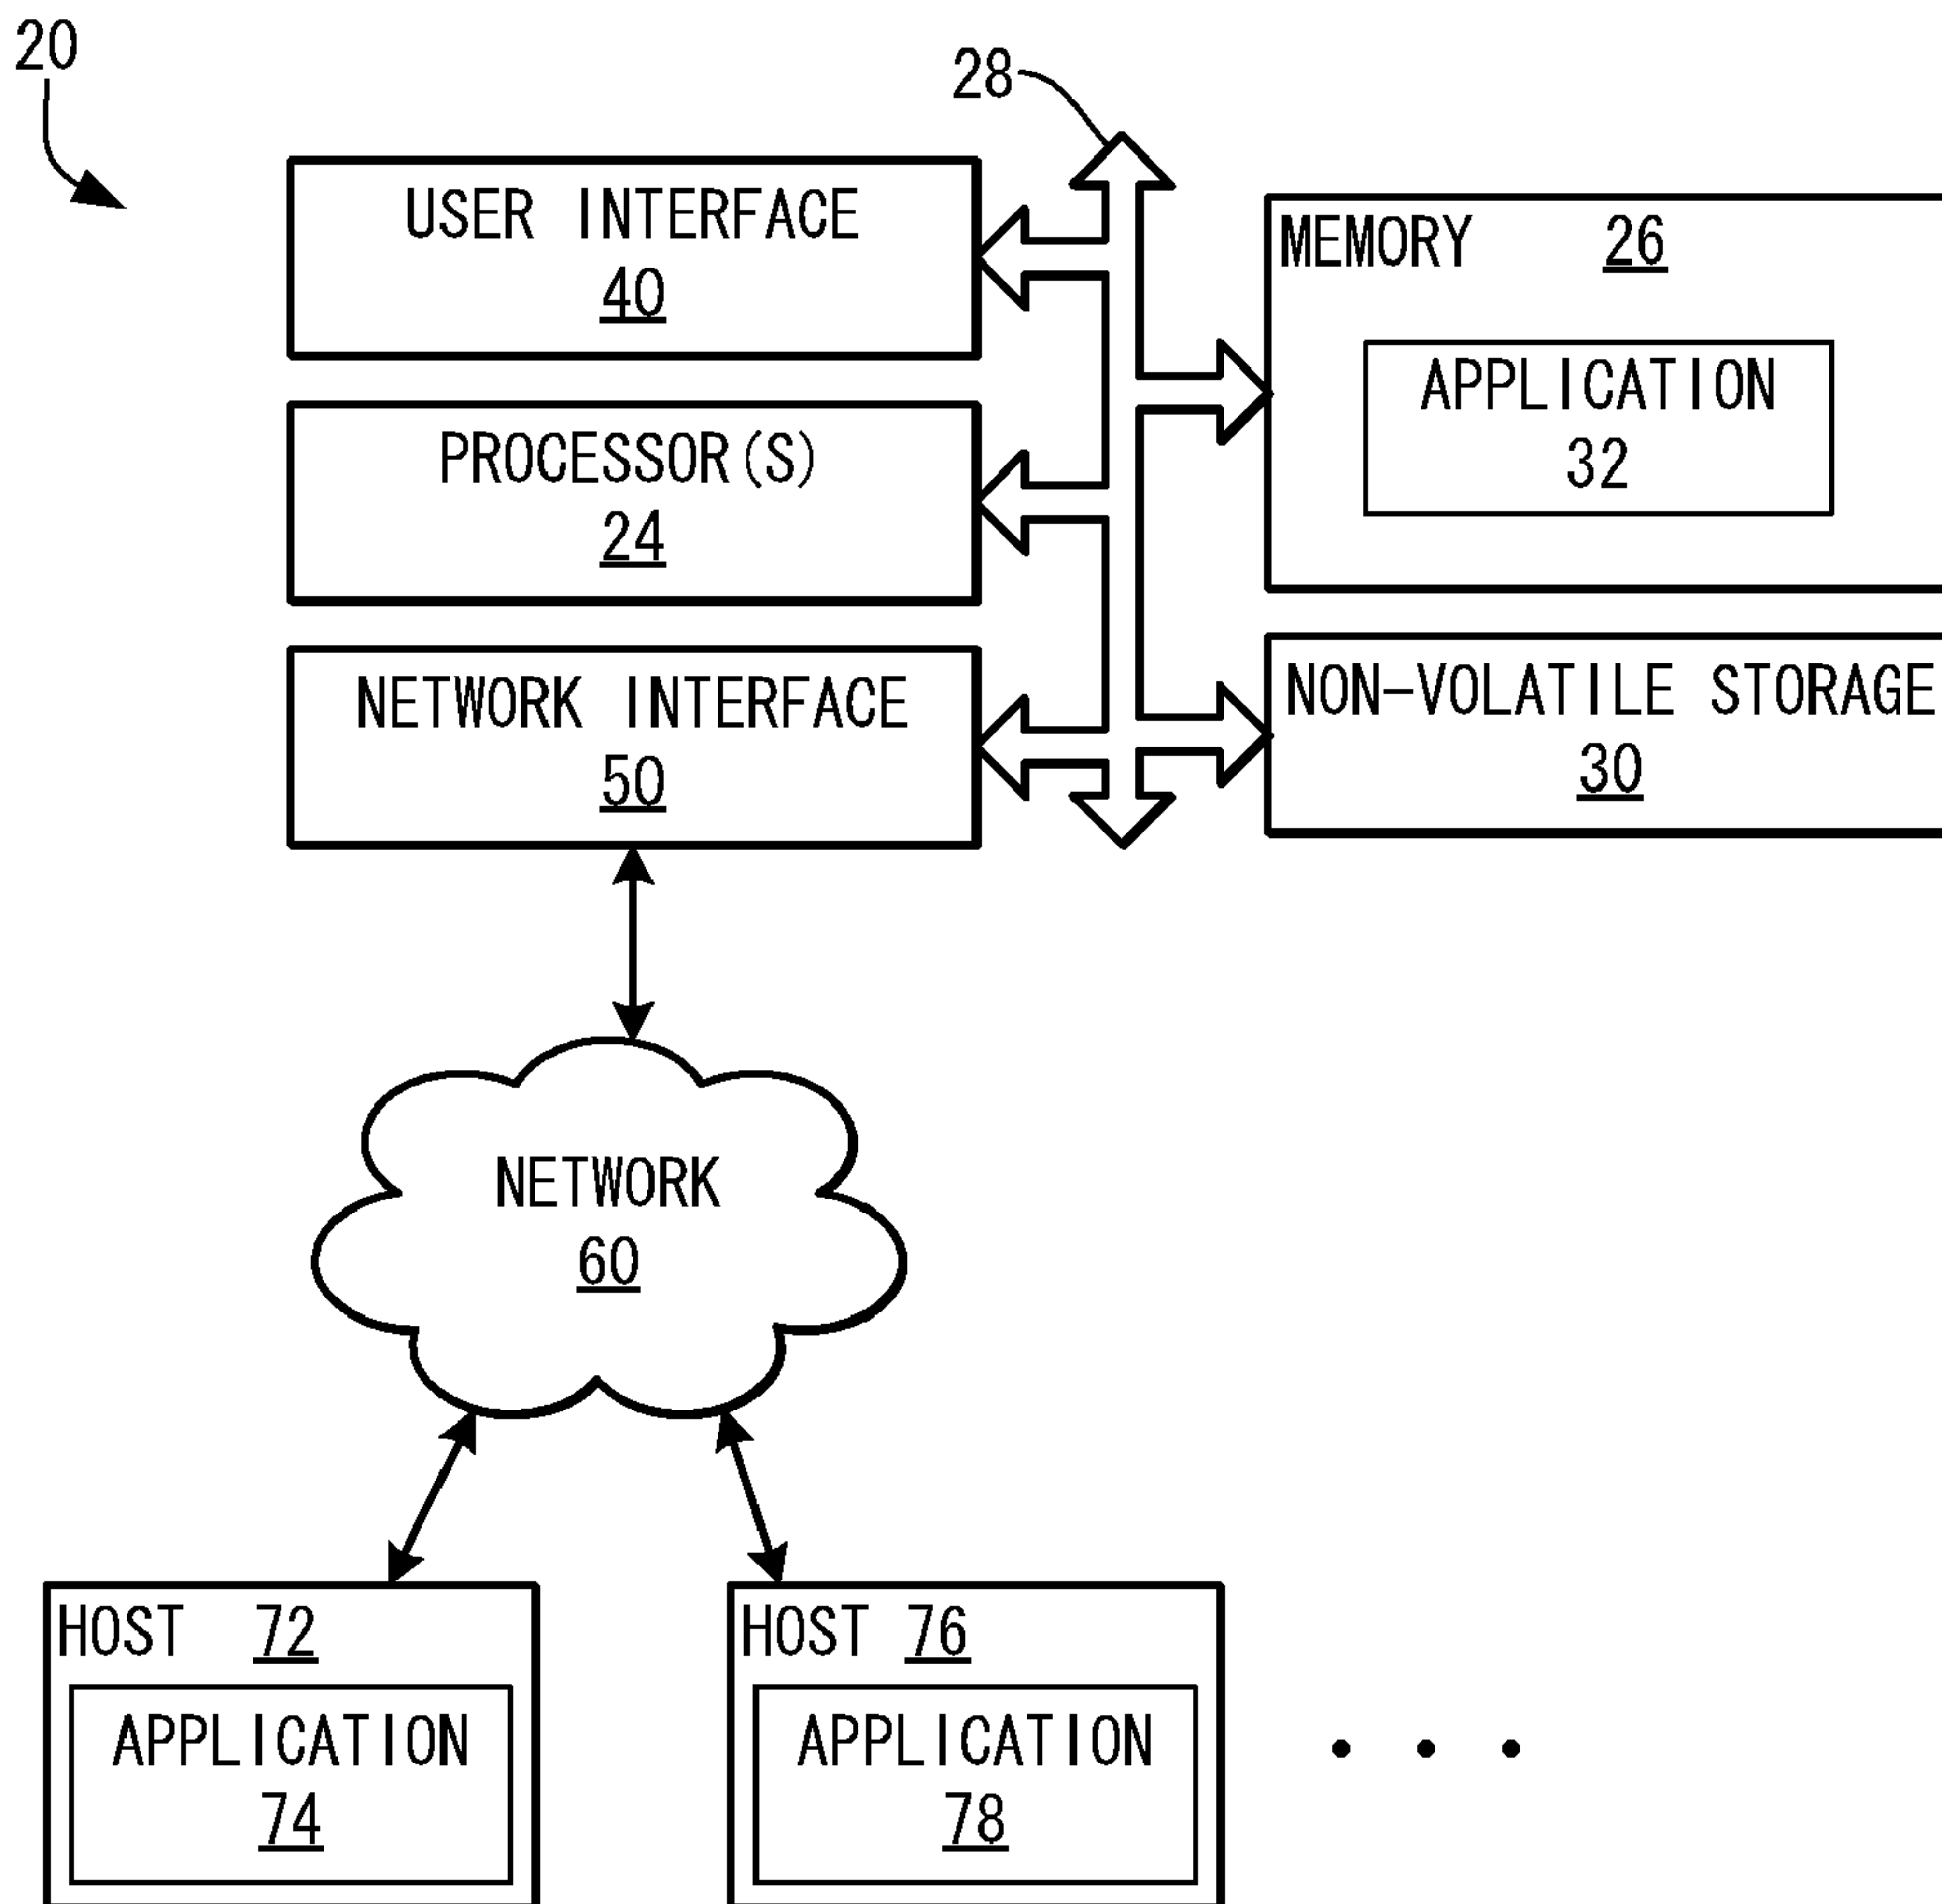 20
28
USER INTERFACE
40
MEMORY 26
APPLICATION
32
PROCESSOR(S)
24
NETWORK INTERFACE
50
NON-VOLATILE STORAGE
30
NETWORK
60
HOST 72
APPLICATION
74
HOST 76
APPLICATION
78
• • •